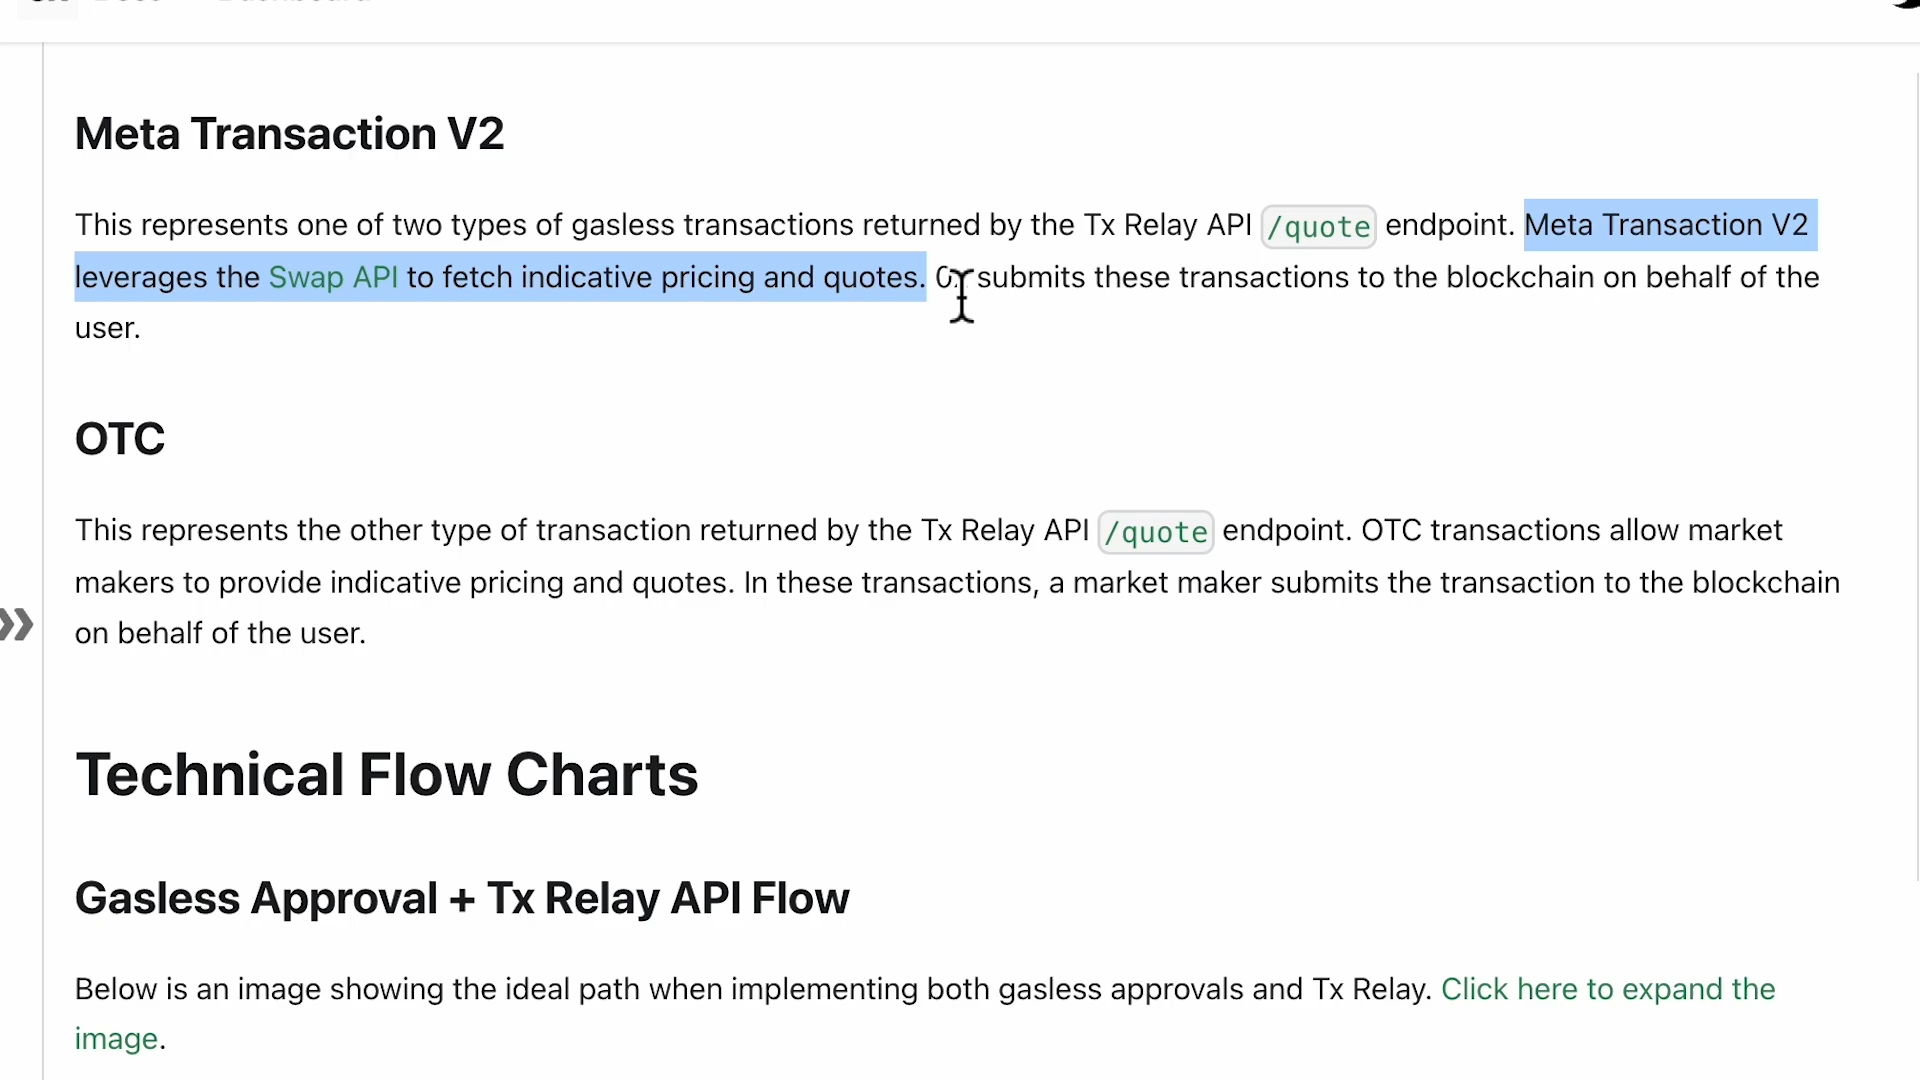 Meta Transaction V2
This represents one of two types of gasless transactions returned by the Tx Relay API /quote endpoint. Meta Transaction V2
leverages the Swap API to fetch indicative pricing and quotes. 0x submits these transactions to the blockchain on behalf of the
user.
OTC
This represents the other type of transaction returned by the Tx Relay API /quote endpoint. OTC transactions allow market
makers to provide indicative pricing and quotes. In these transactions, a market maker submits the transaction to the blockchain
on behalf of the user.
Technical Flow Charts
Gasless Approval + Tx Relay API Flow
Below is an image showing the ideal path when implementing both gasless approvals and Tx Relay. Click here to expand the
image.